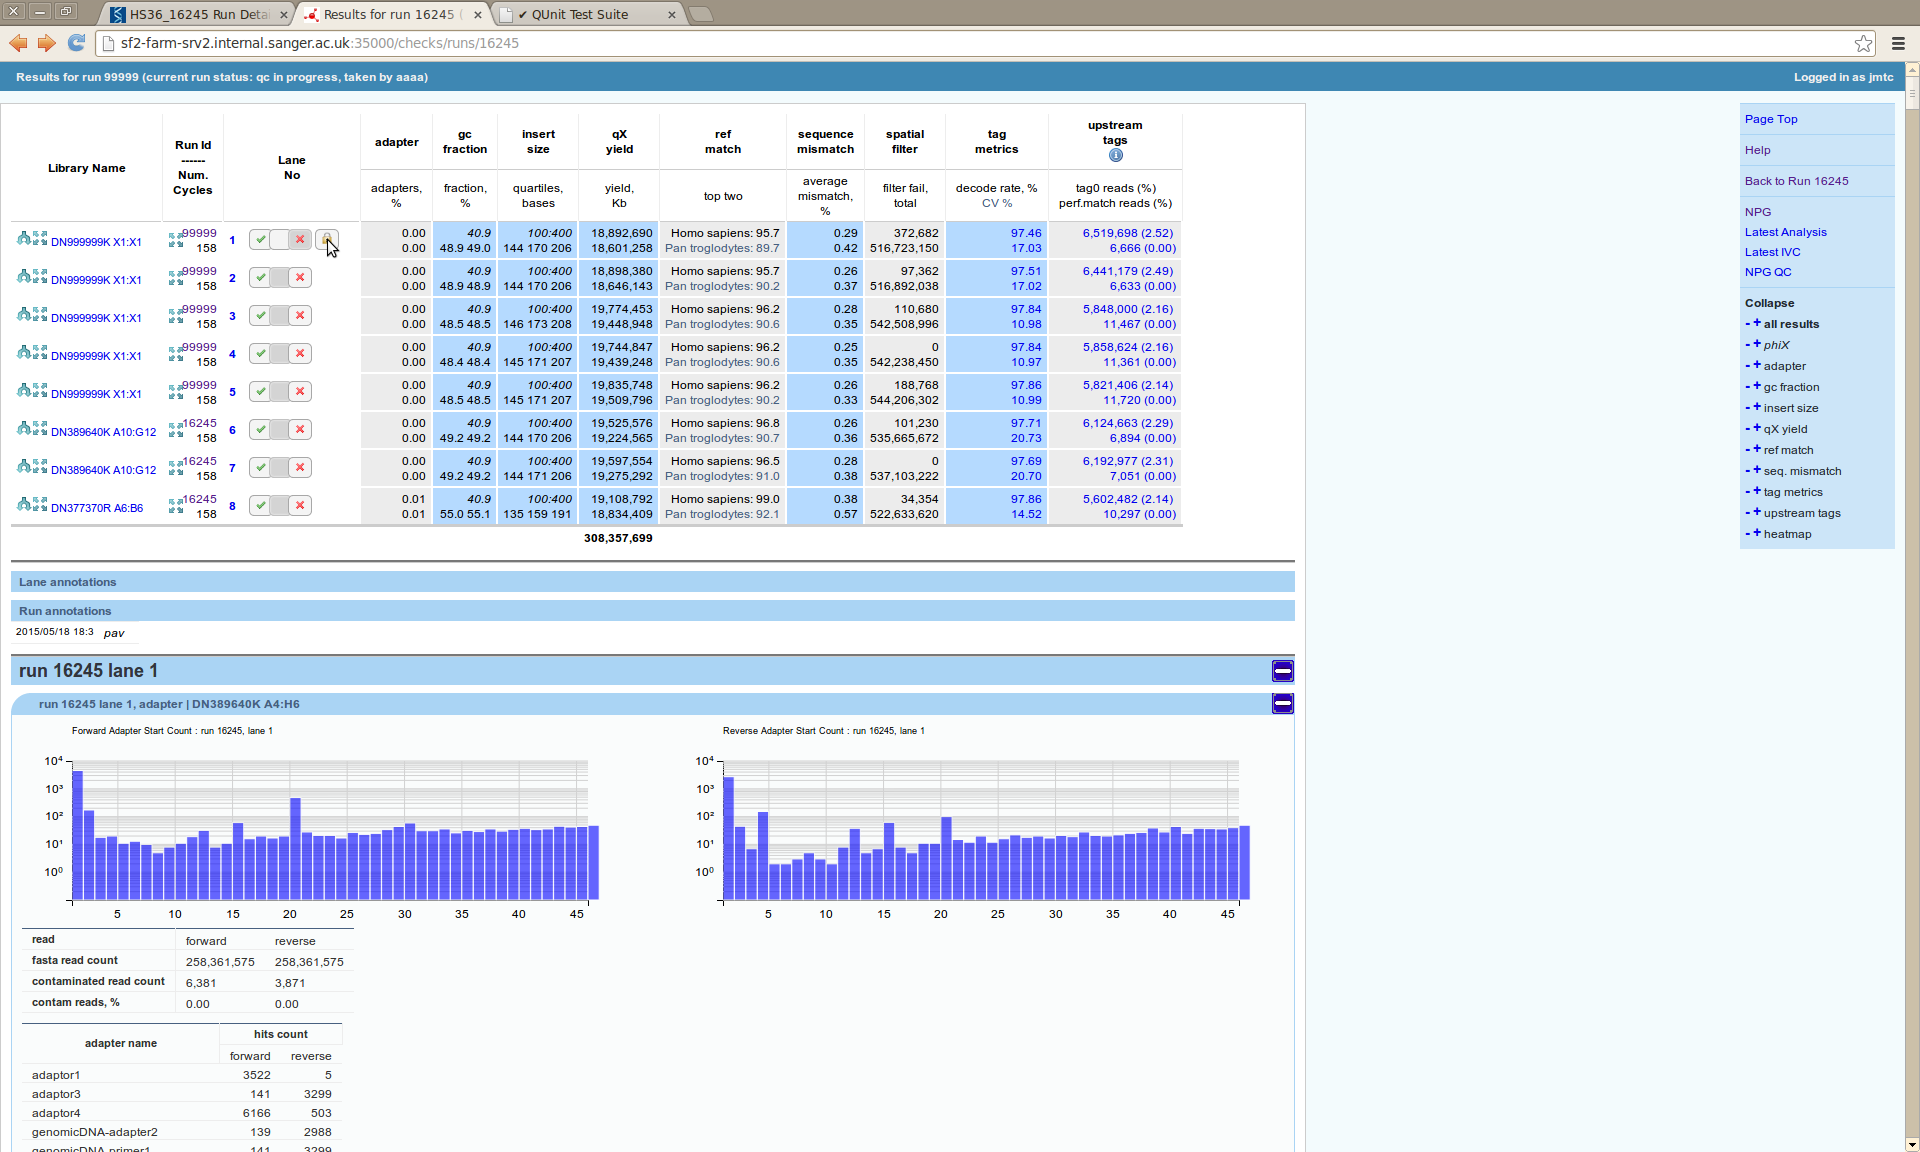 HS36_16245 Run Deta
Results for run 16245 (
✔ QUnit Test Suite
sf2-farm-srv2.internal.sanger.ac.uk:35000/checks/runs/16245
Results for run 99999 (current run status: qc in progress, taken by aaaa)
Logged in as jmtc
Library Name
Run Id
------
Num.
Cycles
Lane
No
adapter
gc
fraction
insert
size
qX
yield
ref
match
sequence
mismatch
spatial
filter
tag
metrics
upstream
tags
adapters,
%
fraction,
%
quartiles,
bases
yield,
Kb
top two
average
mismatch,
%
filter fail,
total
decode rate, %
CV %
tag0 reads (%)
perf.match reads (%)
DN999999K X1:X1 99999 158 1
0.00 40.9 100:400 18,892,690 Homo sapiens: 95.7 0.29 372,682 97.46 6,519,698 (2.52)
0.00 48.9 49.0 144 170 206 18,601,258 Pan troglodytes: 89.7 0.42 516,723,150 17.03 6,666 (0.00)
DN999999K X1:X1 99999 158 2
0.00 40.9 100:400 18,898,380 Homo sapiens: 95.7 0.26 97,362 97.51 6,441,179 (2.49)
0.00 48.9 48.9 144 170 206 18,646,143 Pan troglodytes: 90.2 0.37 516,892,038 17.02 6,633 (0.00)
DN999999K X1:X1 99999 158 3
0.00 40.9 100:400 19,774,453 Homo sapiens: 96.2 0.28 110,680 97.84 5,848,000 (2.16)
0.00 48.5 48.5 146 173 208 19,448,948 Pan troglodytes: 90.6 0.35 542,508,996 10.98 11,467 (0.00)
DN999999K X1:X1 99999 158 4
0.00 40.9 100:400 19,744,847 Homo sapiens: 96.2 0.25 0 97.84 5,858,624 (2.16)
0.00 48.4 48.4 145 171 207 19,439,248 Pan troglodytes: 90.6 0.35 542,238,450 10.97 11,361 (0.00)
DN999999K X1:X1 99999 158 5
0.00 40.9 100:400 19,835,748 Homo sapiens: 96.2 0.26 188,768 97.86 5,821,406 (2.14)
0.00 48.5 48.5 145 171 207 19,509,796 Pan troglodytes: 90.2 0.33 544,206,302 10.99 11,720 (0.00)
DN389640K A10:G12 16245 158 6
0.00 40.9 100:400 19,525,576 Homo sapiens: 96.8 0.26 101,230 97.71 6,124,663 (2.29)
0.00 49.2 49.2 144 170 206 19,224,565 Pan troglodytes: 90.7 0.36 535,665,672 20.73 6,894 (0.00)
DN389640K A10:G12 16245 158 7
0.00 40.9 100:400 19,597,554 Homo sapiens: 96.5 0.28 0 97.69 6,192,977 (2.31)
0.00 49.2 49.2 144 171 206 19,275,292 Pan troglodytes: 91.0 0.38 537,103,222 20.70 7,051 (0.00)
DN377370R A6:B6 16245 158 8
0.01 40.9 100:400 19,108,792 Homo sapiens: 99.0 0.38 34,354 97.86 5,602,482 (2.14)
0.01 55.0 55.1 135 159 191 18,834,409 Pan troglodytes: 92.1 0.57 522,633,620 14.52 10,297 (0.00)
308,357,699
Page Top
Help
Back to Run 16245
NPG
Latest Analysis
Latest IVC
NPG QC
Collapse
- + all results
- + phiX
- + adapter
- + gc fraction
- + insert size
- + qX yield
- + ref match
- + seq. mismatch
- + tag metrics
- + upstream tags
- + heatmap
Lane annotations
Run annotations
2015/05/18 18:3 pav
run 16245 lane 1
run 16245 lane 1, adapter | DN389640K A4:H6
Forward Adapter Start Count : run 16245, lane 1
10⁴
10³
10²
10¹
10⁰
5 10 15 20 25 30 35 40 45
Reverse Adapter Start Count : run 16245, lane 1
10⁴
10³
10²
10¹
10⁰
5 10 15 20 25 30 35 40 45
read forward reverse
fasta read count 258,361,575 258,361,575
contaminated read count 6,381 3,871
contam reads, % 0.00 0.00
adapter name hits count
forward reverse
adaptor1 3522 5
adaptor3 141 3299
adaptor4 6166 503
genomicDNA-adapter2 139 2988
genomicDNA-primer1 141 3299